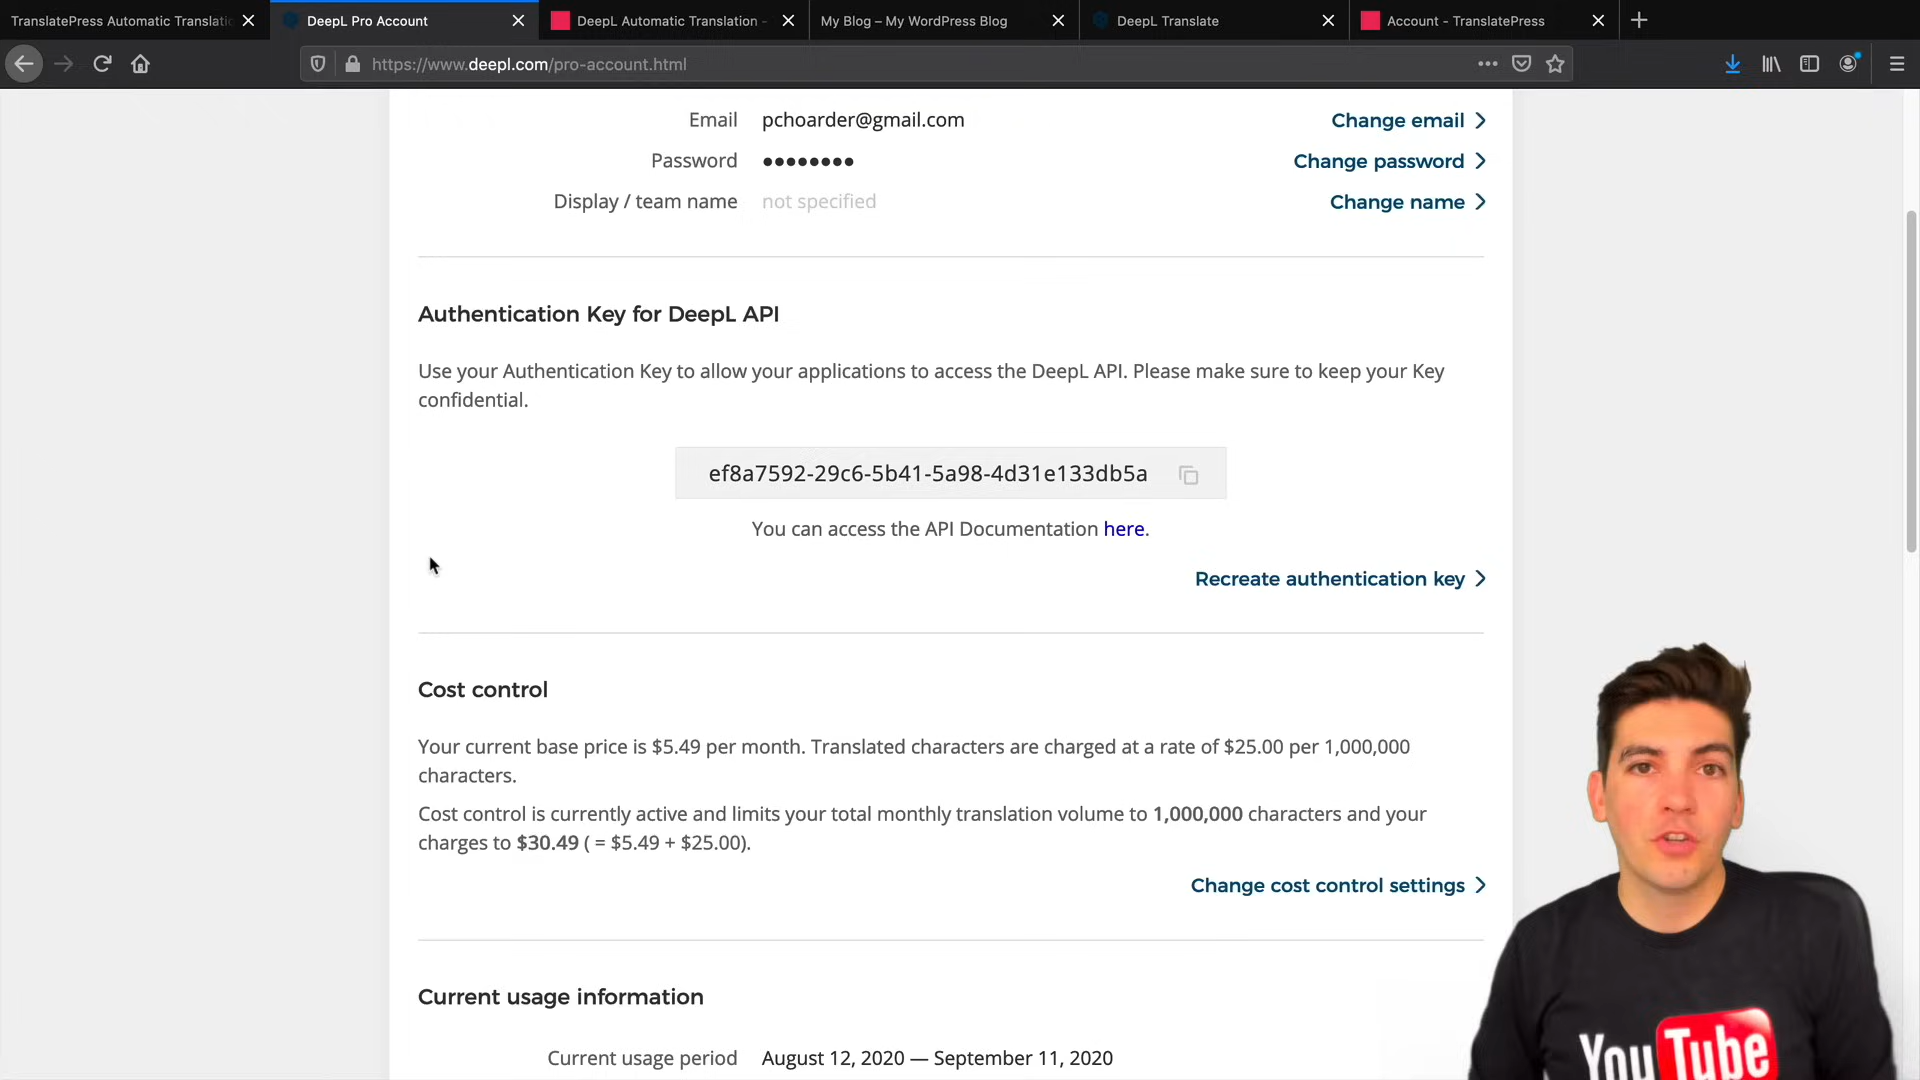 TranslatePress Automatic Translati
DeepL Pro Account
DeepL Automatic Translation -
My Blog – My WordPress Blog
DeepL Translate
Account - TranslatePress
https://www.deepl.com/pro-account.html
Email pchoarder@gmail.com Change email
Password ●●●●●●●● Change password
Display / team name not specified Change name
Authentication Key for DeepL API
Use your Authentication Key to allow your applications to access the DeepL API. Please make sure to keep your Key
confidential.
ef8a7592-29c6-5b41-5a98-4d31e133db5a
You can access the API Documentation here.
Recreate authentication key
Cost control
Your current base price is $5.49 per month. Translated characters are charged at a rate of $25.00 per 1,000,000
characters.
Cost control is currently active and limits your total monthly translation volume to 1,000,000 characters and your
charges to $30.49 ( = $5.49 + $25.00).
Change cost control settings
Current usage information
Current usage period August 12, 2020 — September 11, 2020
YouTube